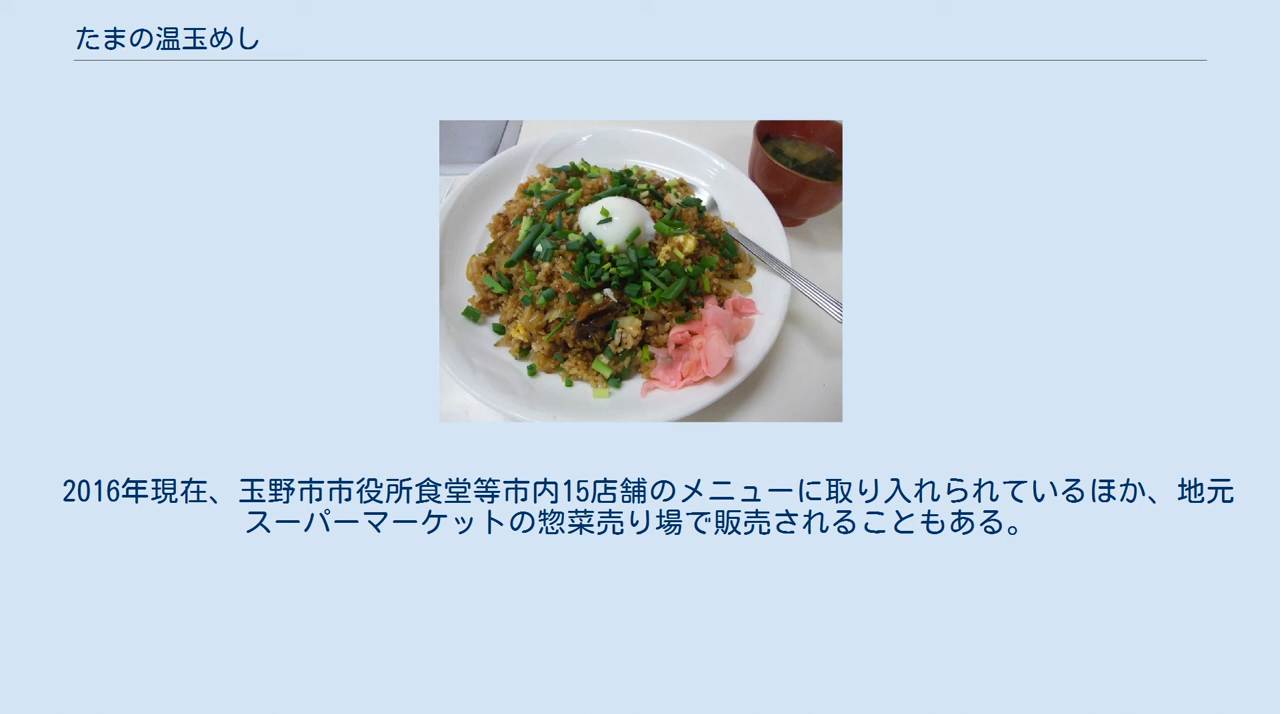 たまの温玉めし
2016年現在、玉野市市役所食堂等市内15店舗のメニューに取り入れられているほか、地元
スーパーマーケットの惣菜売り場で販売されることもある。